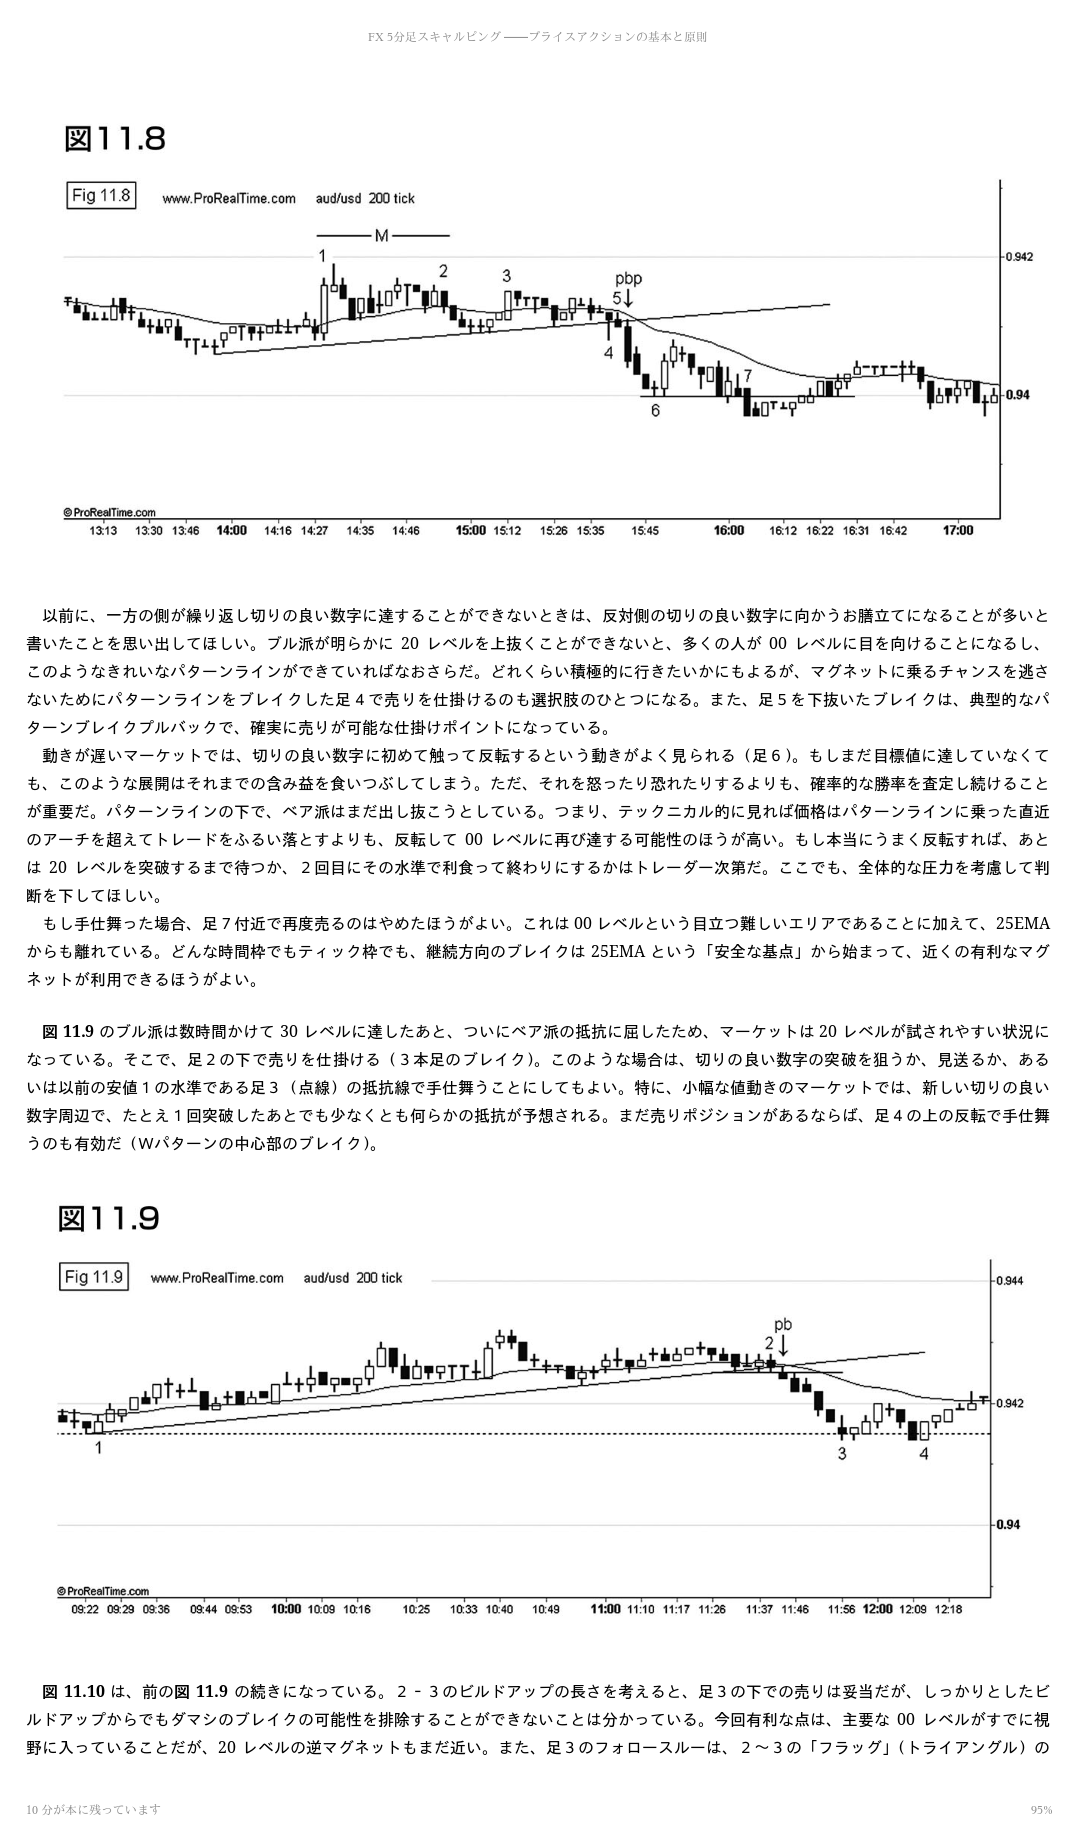 FX 5分足スキャルピング ――プライスアクションの基本と原則
図11.8
Fig 11.8 www.ProRealTime.com aud/usd 200 tick
M
1
2
3
pbp
5
4
6
7
0.942
0.94
©ProRealTime.com
13:13 13:30 13:46 14:00 14:16 14:27 14:35 14:46 15:00 15:12 15:26 15:35 15:45 16:00 16:12 16:22 16:31 16:42 17:00
以前に、一方の側が繰り返し切りの良い数字に達することができないときは、反対側の切りの良い数字に向かうお膳立てになることが多いと
書いたことを思い出してほしい。ブル派が明らかに 20 レベルを上抜くことができないと、多くの人が 00 レベルに目を向けることになるし、
このようなきれいなパターンラインができていればなおさらだ。どれくらい積極的に行きたいかにもよるが、マグネットに乗るチャンスを逃さ
ないためにパターンラインをブレイクした足４で売りを仕掛けるのも選択肢のひとつになる。また、足５を下抜いたブレイクは、典型的なパ
ターンブレイクプルバックで、確実に売りが可能な仕掛けポイントになっている。
動きが遅いマーケットでは、切りの良い数字に初めて触って反転するという動きがよく見られる（足６）。もしまだ目標値に達していなくて
も、このような展開はそれまでの含み益を食いつぶしてしまう。ただ、それを怒ったり恐れたりするよりも、確率的な勝率を査定し続けること
が重要だ。パターンラインの下で、ベア派はまだ出し抜こうとしている。つまり、テックニカル的に見れば価格はパターンラインに乗った直近
のアーチを超えてトレードをふるい落とすよりも、反転して 00 レベルに再び達する可能性のほうが高い。もし本当にうまく反転すれば、あと
は 20 レベルを突破するまで待つか、２回目にその水準で利食って終わりにするかはトレーダー次第だ。ここでも、全体的な圧力を考慮して判
断を下してほしい。
もし手仕舞った場合、足７付近で再度売るのはやめたほうがよい。これは 00 レベルという目立つ難しいエリアであることに加えて、25EMA
からも離れている。どんな時間枠でもティック枠でも、継続方向のブレイクは 25EMA という「安全な基点」から始まって、近くの有利なマグ
ネットが利用できるほうがよい。
図 11.9 のブル派は数時間かけて 30 レベルに達したあと、ついにベア派の抵抗に屈したため、マーケットは 20 レベルが試されやすい状況に
なっている。そこで、足２の下で売りを仕掛ける（３本足のブレイク）。このような場合は、切りの良い数字の突破を狙うか、見送るか、ある
いは以前の安値１の水準である足３（点線）の抵抗線で手仕舞うことにしてもよい。特に、小幅な値動きのマーケットでは、新しい切りの良い
数字周辺で、たとえ１回突破したあとでも少なくとも何らかの抵抗が予想される。まだ売りポジションがあるならば、足４の上の反転で手仕舞
うのも有効だ（Ｗパターンの中心部のブレイク）。
図11.9
Fig 11.9 www.ProRealTime.com aud/usd 200 tick
0.944
pb
2
0.942
1
3
4
0.94
©ProRealTime.com
09:22 09:29 09:36 09:44 09:53 10:00 10:09 10:16 10:25 10:33 10:40 10:49 11:00 11:10 11:17 11:26 11:37 11:46 11:56 12:00 12:09 12:18
図 11.10 は、前の図 11.9 の続きになっている。２‐３のビルドアップの長さを考えると、足３の下での売りは妥当だが、しっかりとしたビ
ルドアップからでもダマシのブレイクの可能性を排除することができないことは分かっている。今回有利な点は、主要な 00 レベルがすでに視
野に入っていることだが、20 レベルの逆マグネットもまだ近い。また、足３のフォロースルーは、２～３の「フラッグ」（トライアングル）の
10 分が本に残っています
95%